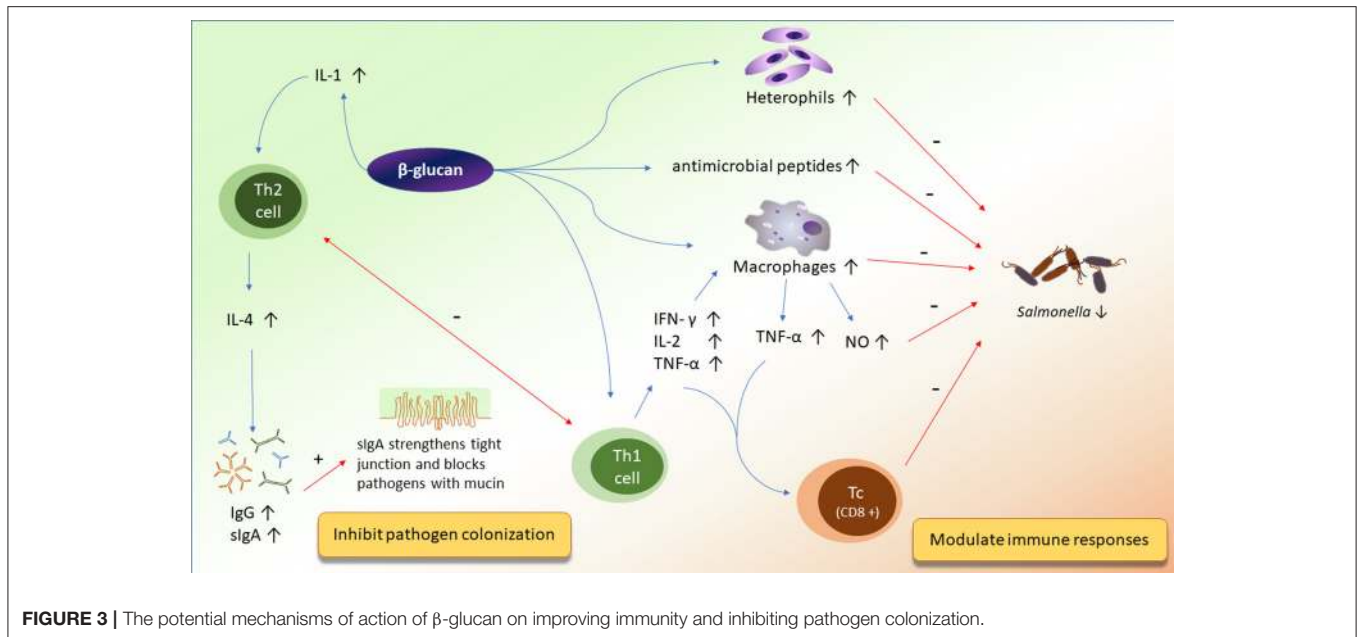 IL-1 ↑
Heterophils ↑
β-glucan
antimicrobial peptides ↑
Th2
cell
Macrophages ↑
Salmonella ↓
IL-4 ↑
IFN- γ ↑
IL-2 ↑
TNF-α ↑
TNF-α ↑
NO ↑
-
-
-
-
-
-
+
sIgA strengthens tight
junction and blocks
pathogens with mucin
Th1
cell
Tc
(CD8 +)
IgG ↑
sIgA ↑
Inhibit pathogen colonization
Modulate immune responses
FIGURE 3 | The potential mechanisms of action of β-glucan on improving immunity and inhibiting pathogen colonization.